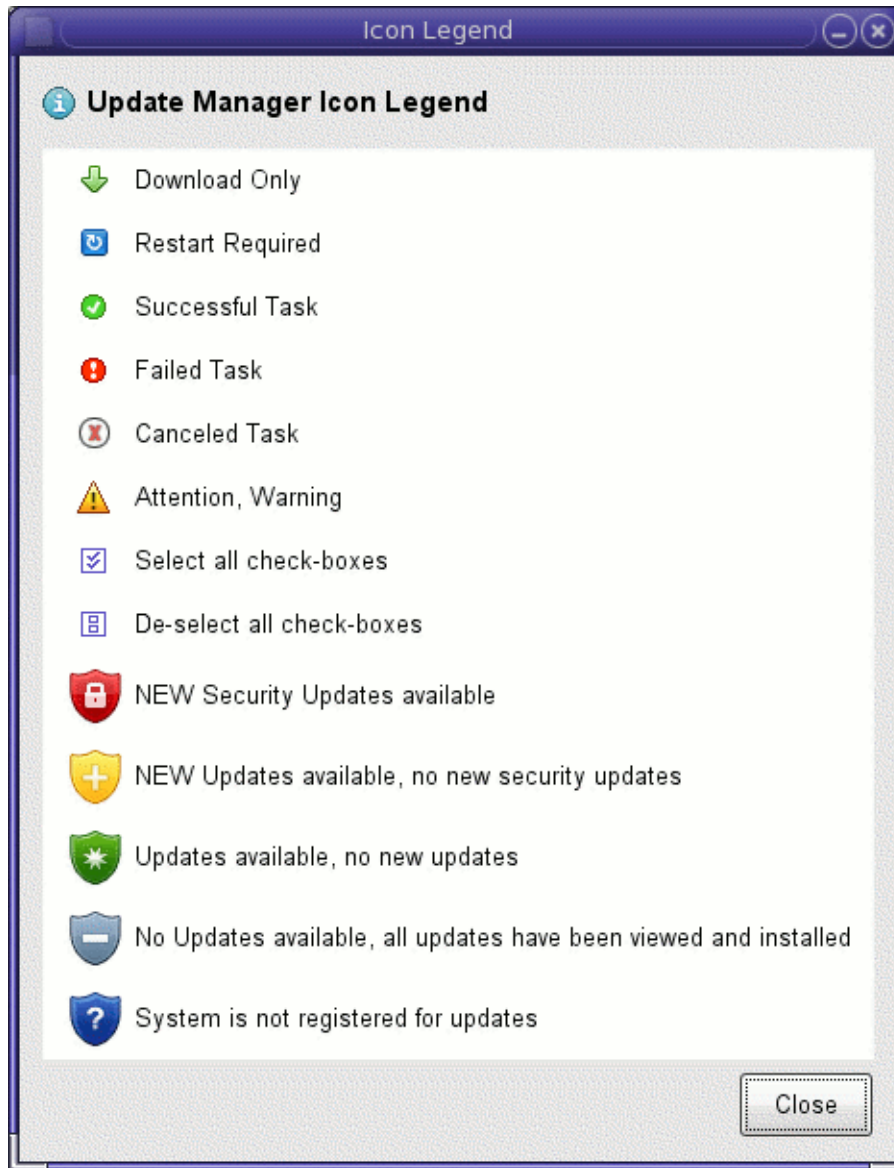 Icon Legend
Update Manager Icon Legend
Download Only
Restart Required
Successful Task
Failed Task
Canceled Task
Attention, Warning
Select all check-boxes
De-select all check-boxes
NEW Security Updates available
NEW Updates available, no new security updates
Updates available, no new updates
No Updates available, all updates have been viewed and installed
System is not registered for updates
Close